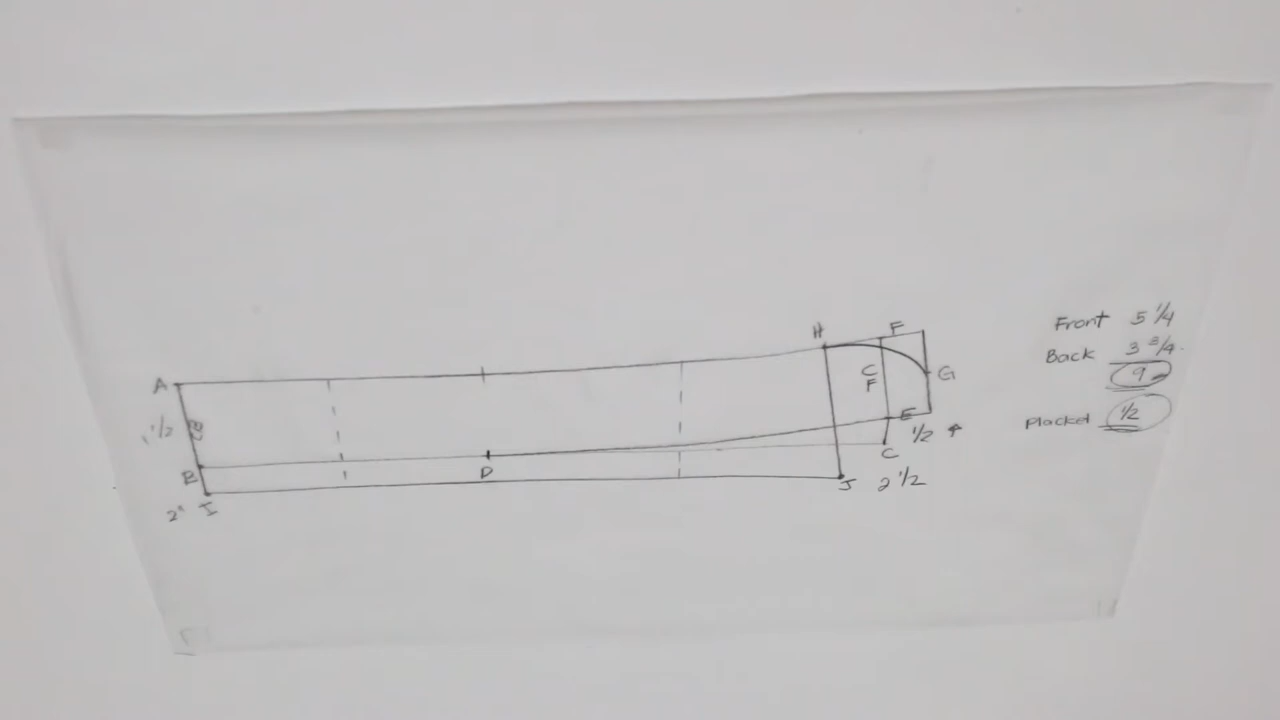 H
F
Front 5 1/4
A
C
F
G
Back 3 3/4
9
1 1/2
E
1/2
Placket 1/2
B
D
C
2" I
J
2 1/2